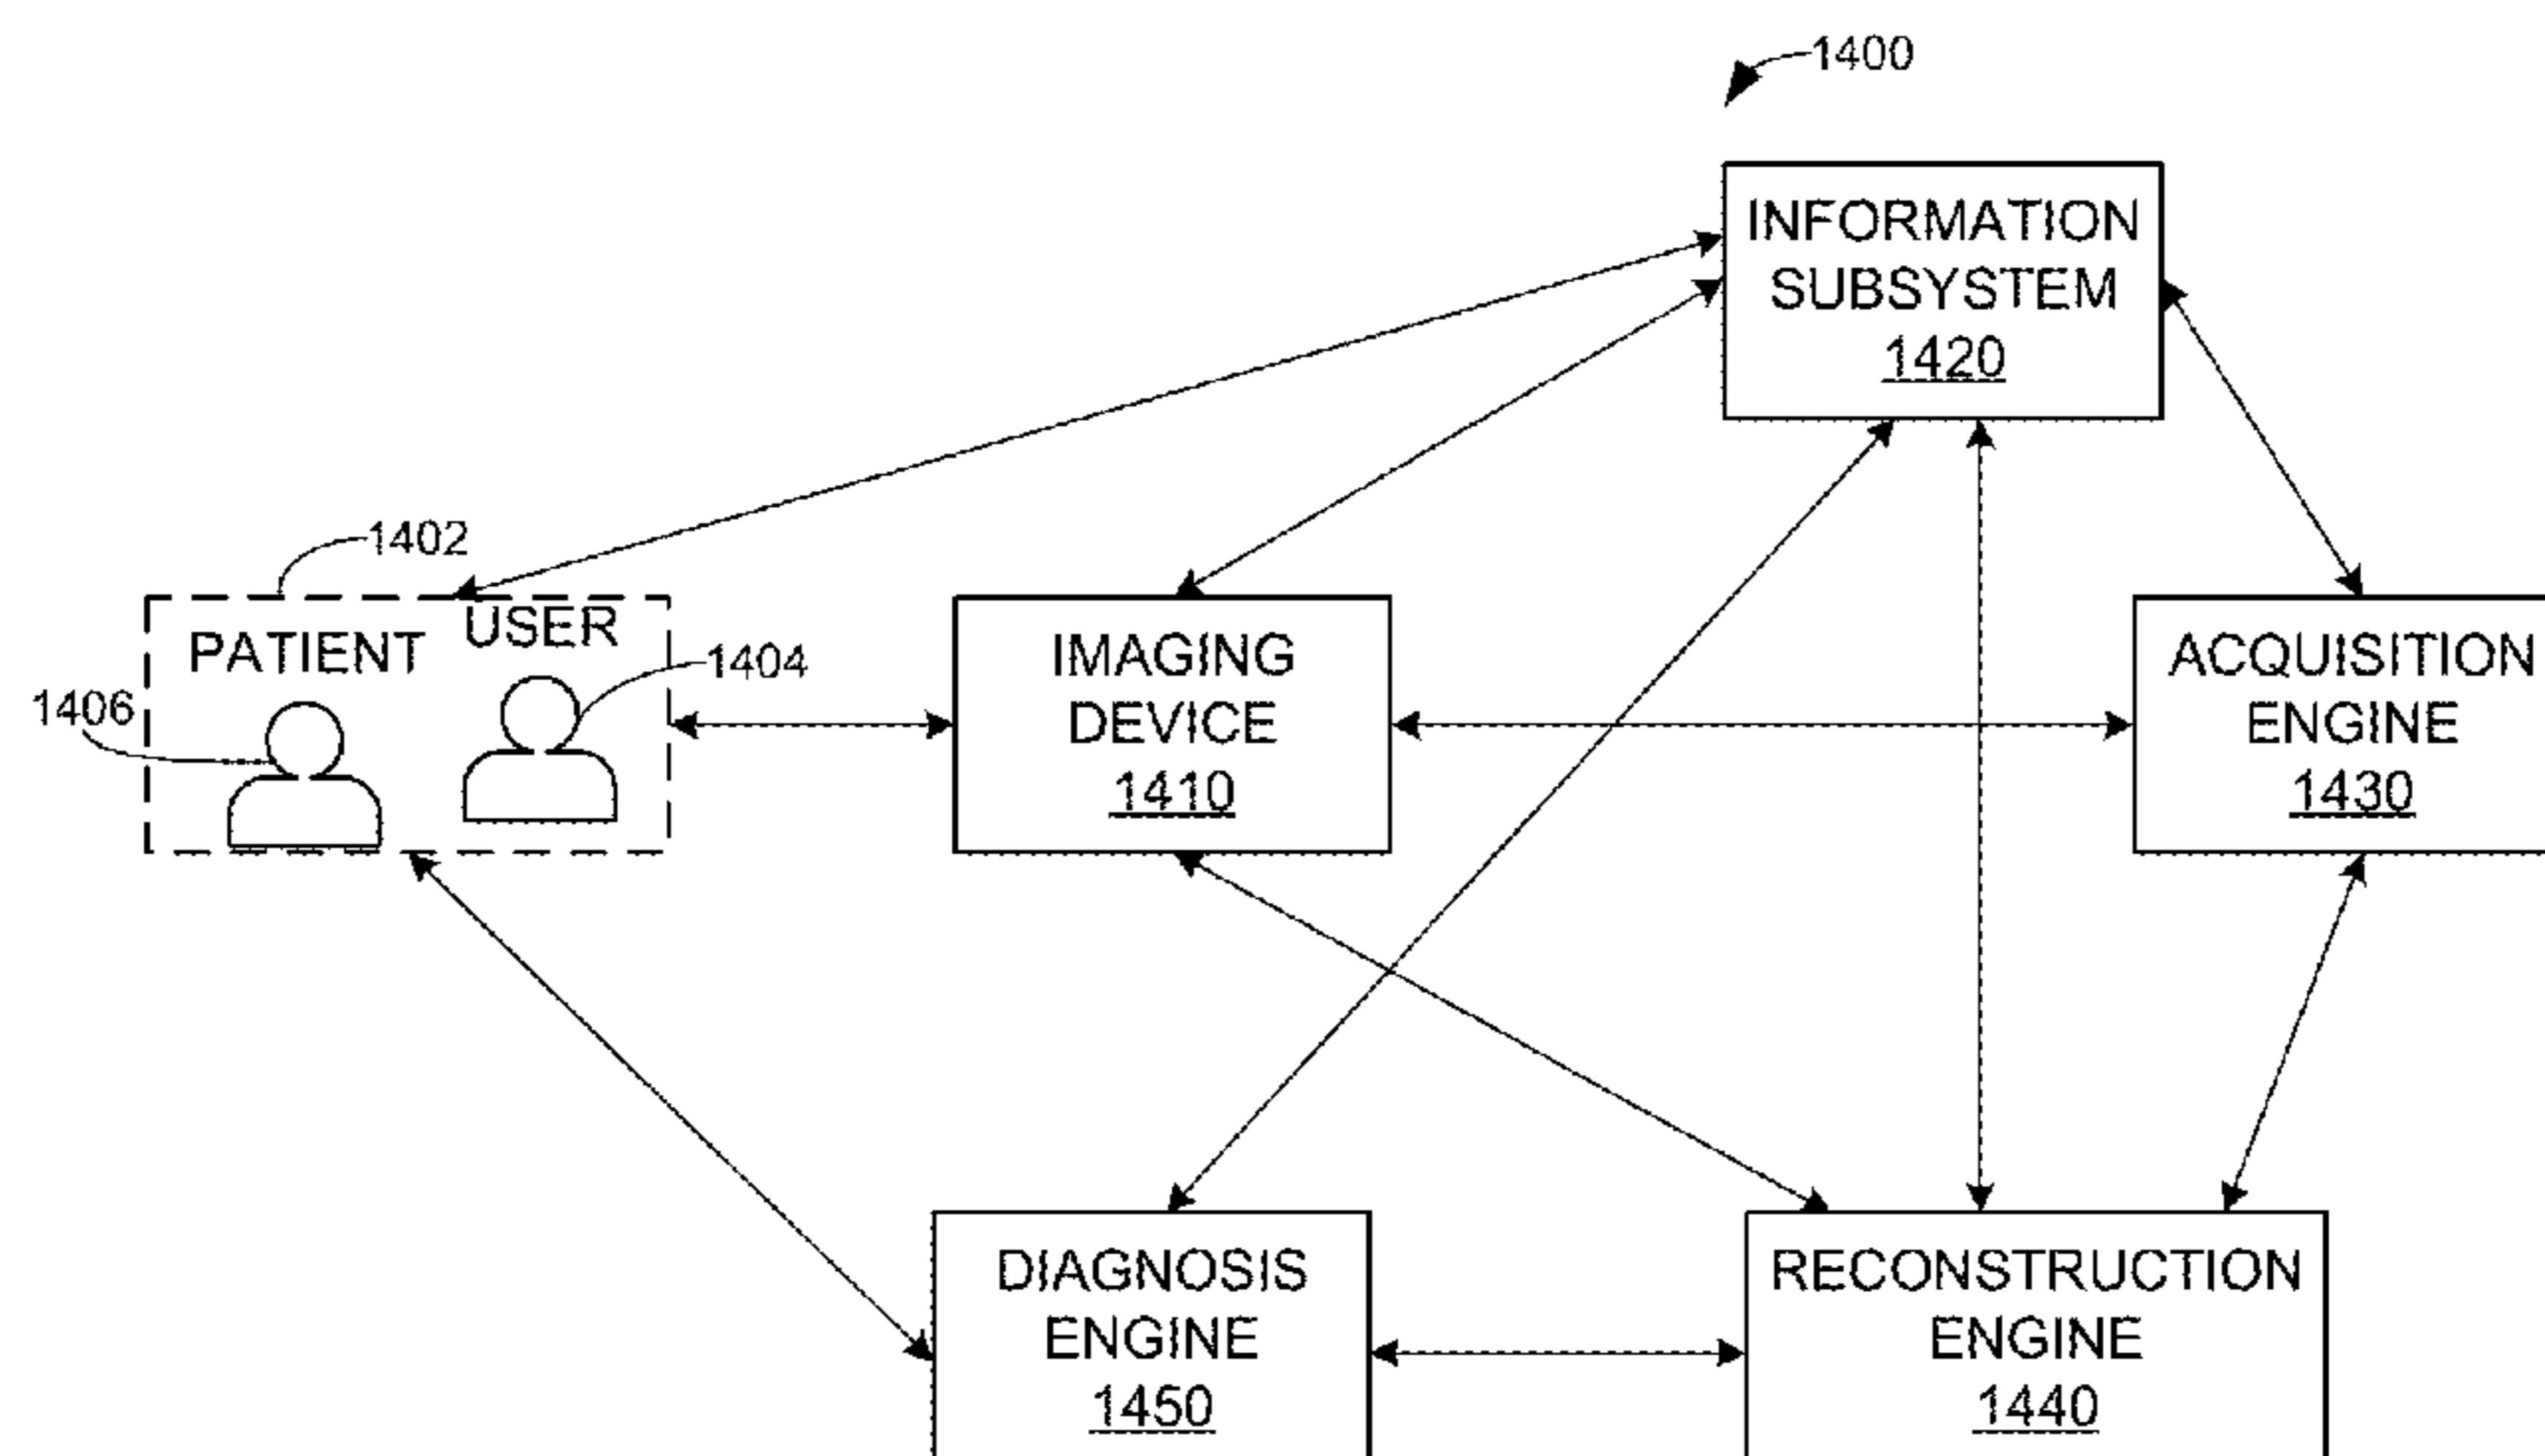 1400
INFORMATION
SUBSYSTEM
1420
1402
PATIENT
USER
1404
1406
IMAGING
DEVICE
1410
ACQUISITION
ENGINE
1430
DIAGNOSIS
ENGINE
1450
RECONSTRUCTION
ENGINE
1440